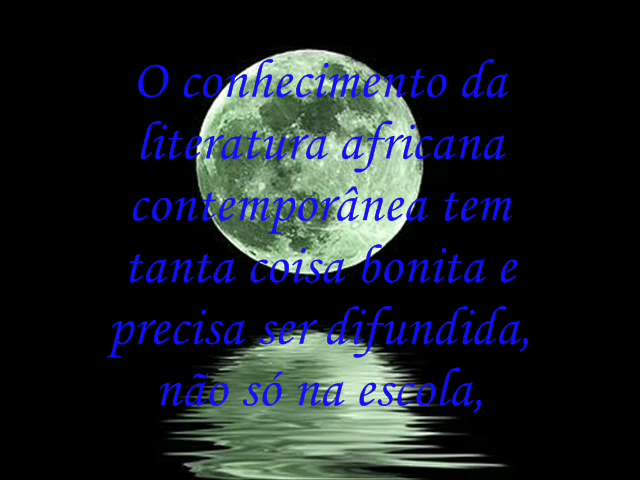 O conhecimento da
literatura africana
contemporânea tem
tanta coisa bonita e
precisa ser difundida,
não só na escola,